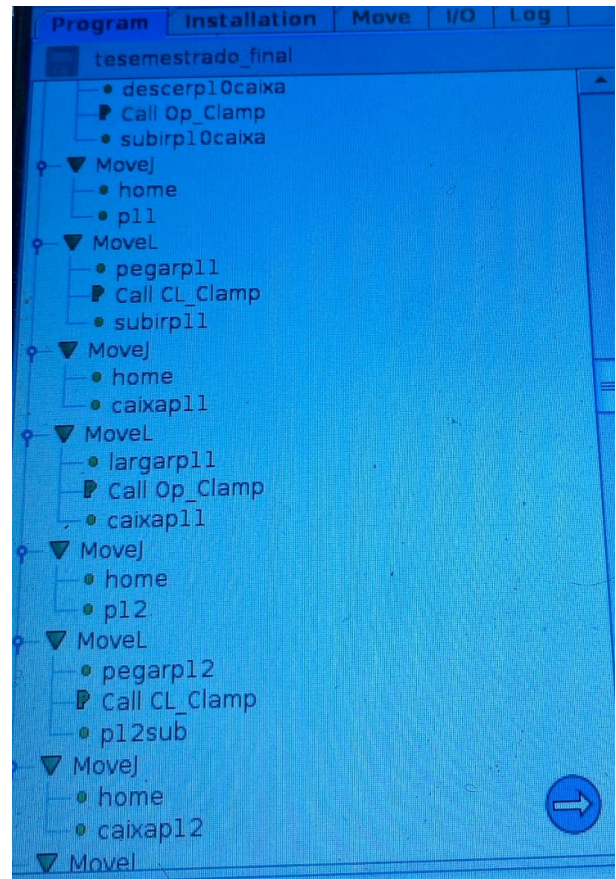 Program Installation Move I/O Log
tesemestrado_final
descerp10caixa
Call Op_Clamp
subirp10caixa
MoveJ
home
p11
MoveL
pegarp11
Call CL_Clamp
subirp11
MoveJ
home
caixap11
MoveL
largarp11
Call Op_Clamp
caixap11
MoveJ
home
p12
MoveL
pegarp12
Call CL_Clamp
p12sub
MoveJ
home
caixap12
MoveL